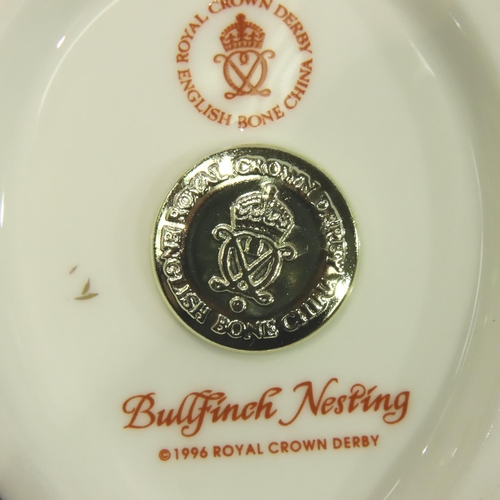 ROYAL CROWN DERBY
ENGLISH BONE CHINA
ROYAL CROWN DERBY
ENGLISH BONE CHINA
Bullfinch Nesting
©1996 ROYAL CROWN DERBY